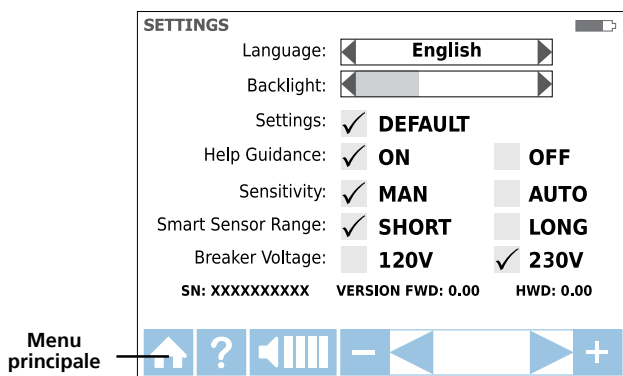 SETTINGS
Language: English
Backlight:
Settings: DEFAULT
Help Guidance: ON OFF
Sensitivity: MAN AUTO
Smart Sensor Range: SHORT LONG
Breaker Voltage: 120V 230V
SN: XXXXXXXXXX VERSION FWD: 0.00 HWD: 0.00
Menu
principale
? − +